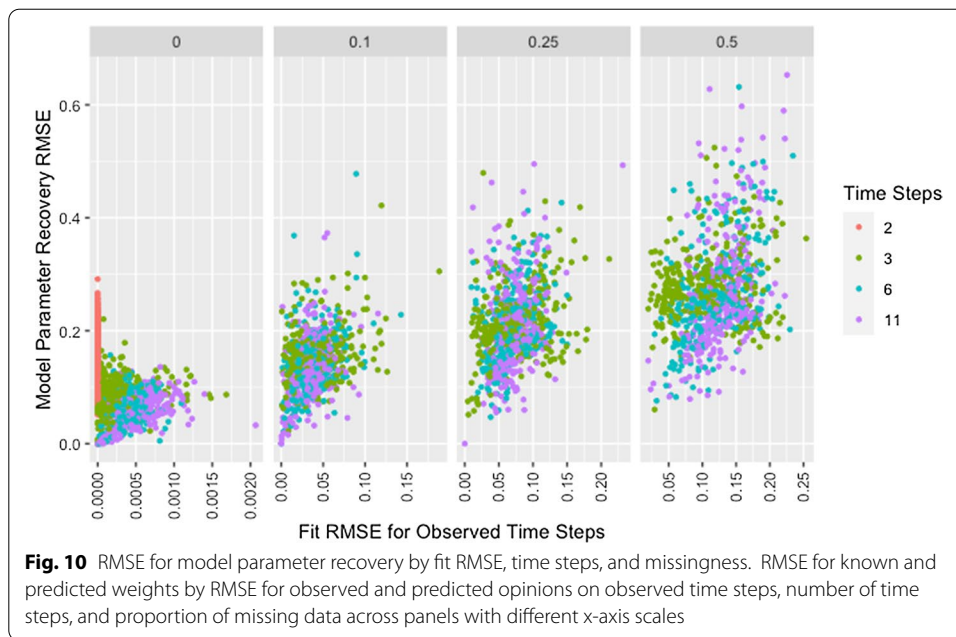 0 0.1 0.25 0.5
Model Parameter Recovery RMSE
0.6
0.4
0.2
0.0
0.0000 0.0005 0.0010 0.0015 0.0020 0.00 0.05 0.10 0.15 0.00 0.05 0.10 0.15 0.20 0.05 0.10 0.15 0.20 0.25
Fit RMSE for Observed Time Steps
Time Steps
2
3
6
11
Fig. 10 RMSE for model parameter recovery by fit RMSE, time steps, and missingness. RMSE for known and
predicted weights by RMSE for observed and predicted opinions on observed time steps, number of time
steps, and proportion of missing data across panels with different x-axis scales